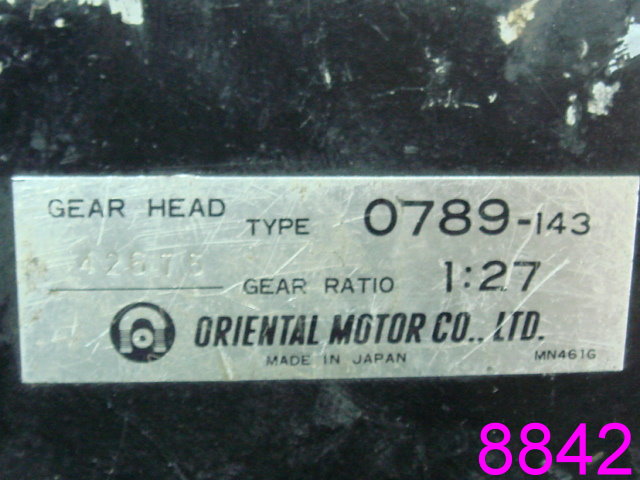 GEAR HEAD TYPE 0789-143
GEAR RATIO 1:27
ORIENTAL MOTOR CO., LTD.
MADE IN JAPAN MN461G
8842